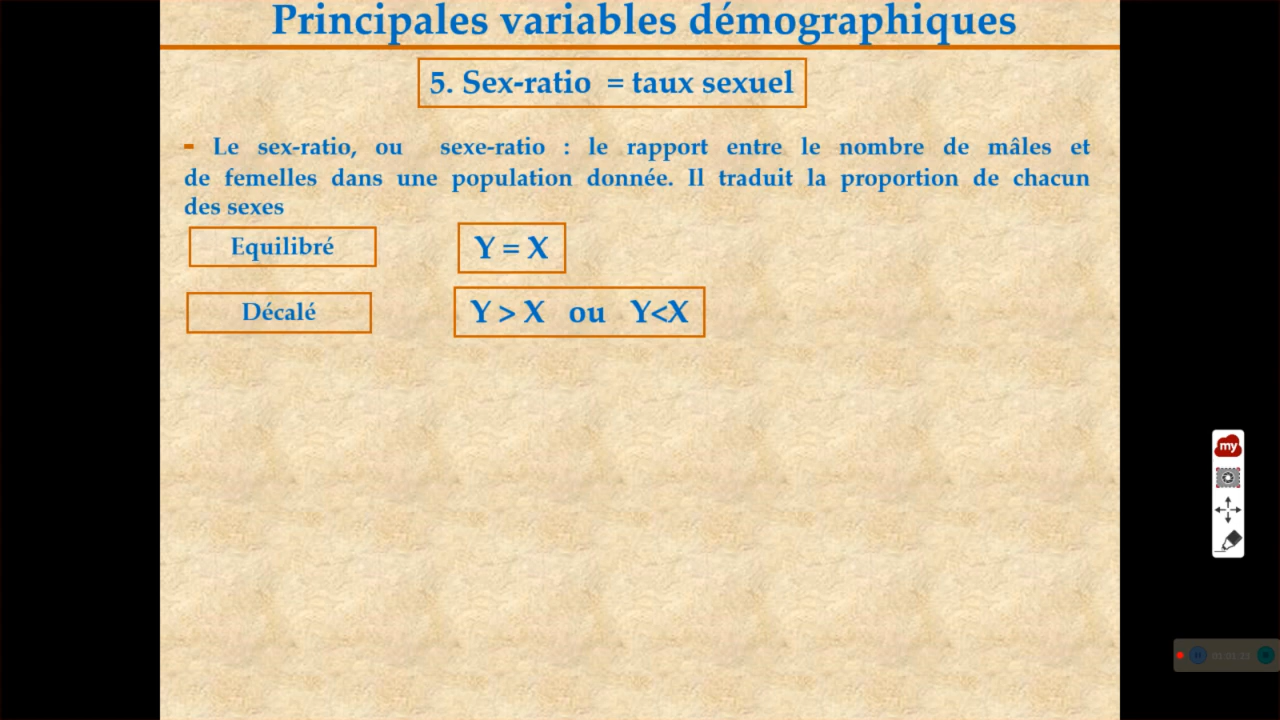 Principales variables démographiques
5. Sex-ratio = taux sexuel
- Le sex-ratio, ou sexe-ratio : le rapport entre le nombre de mâles et
de femelles dans une population donnée. Il traduit la proportion de chacun
des sexes
Equilibré
Y = X
Décalé
Y > X ou Y<X
my